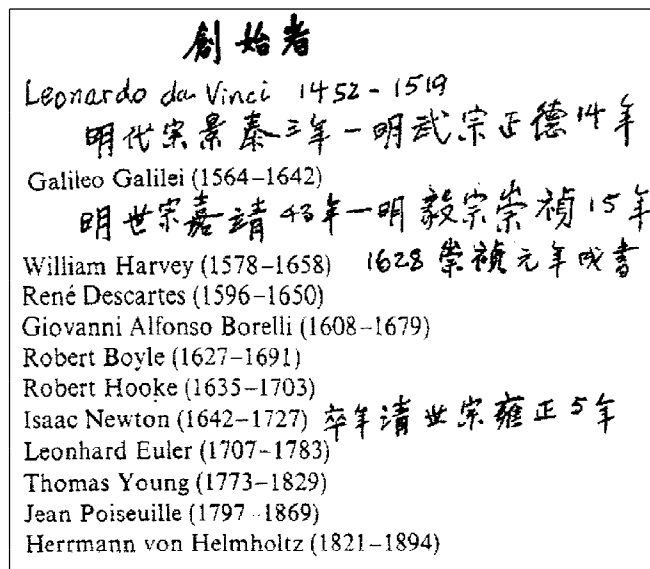 創始者
Leonardo da Vinci 1452-1519
明代宗景泰三年-明武宗正德14年
Galileo Galilei (1564–1642)
明世宗嘉靖43年-明毅宗崇禎15年
William Harvey (1578–1658) 1628 崇禎元年成書
René Descartes (1596–1650)
Giovanni Alfonso Borelli (1608–1679)
Robert Boyle (1627–1691)
Robert Hooke (1635–1703)
Isaac Newton (1642–1727) 卒年清世宗雍正5年
Leonhard Euler (1707–1783)
Thomas Young (1773–1829)
Jean Poiseuille (1797–1869)
Herrmann von Helmholtz (1821–1894)